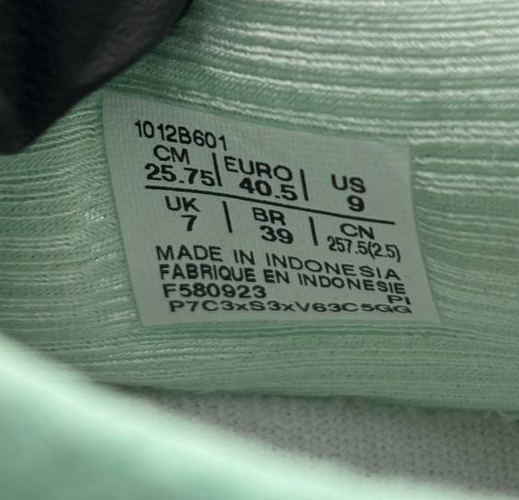 1012B601
CM | EURO | US
25.75 | 40.5 | 9
UK | BR | CN
7 | 39 | 257.5(2.5)
MADE IN INDONESIA
FABRIQUE EN INDONESIE
F580923 PI
P7C3xS3xV63C5GG